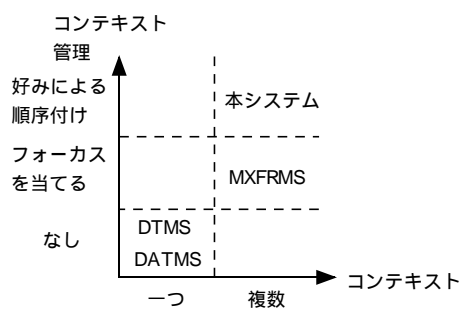 コンテキスト
管理
好みによる
順序付け
本システム
フォーカス
を当てる
MXFRMS
なし
DTMS
DATMS
コンテキスト
一つ
複数